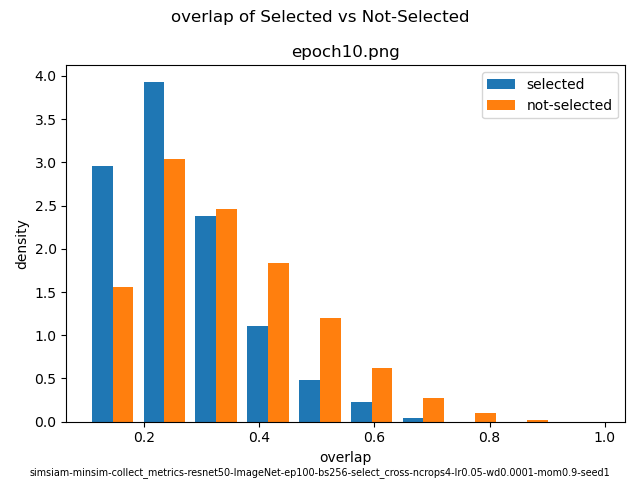 overlap of Selected vs Not-Selected
epoch10.png
selected
not-selected
4.0
3.5
3.0
2.5
2.0
1.5
1.0
0.5
0.0
density
0.2 0.4 0.6 0.8 1.0
overlap
simsiam-minsim-collect_metrics-resnet50-ImageNet-ep100-bs256-select_cross-ncrops4-lr0.05-wd0.0001-mom0.9-seed1